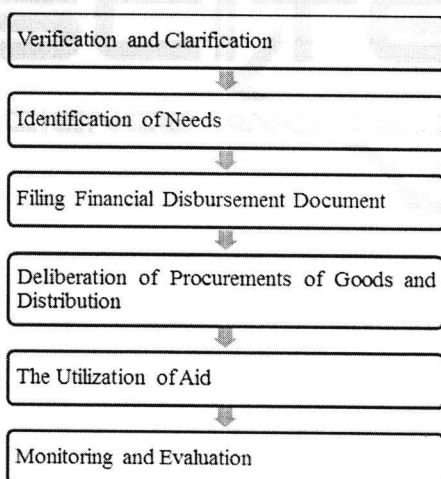 Verification and Clarification
Identification of Needs
Filing Financial Disbursement Document
Deliberation of Procurements of Goods and
Distribution
The Utilization of Aid
Monitoring and Evaluation